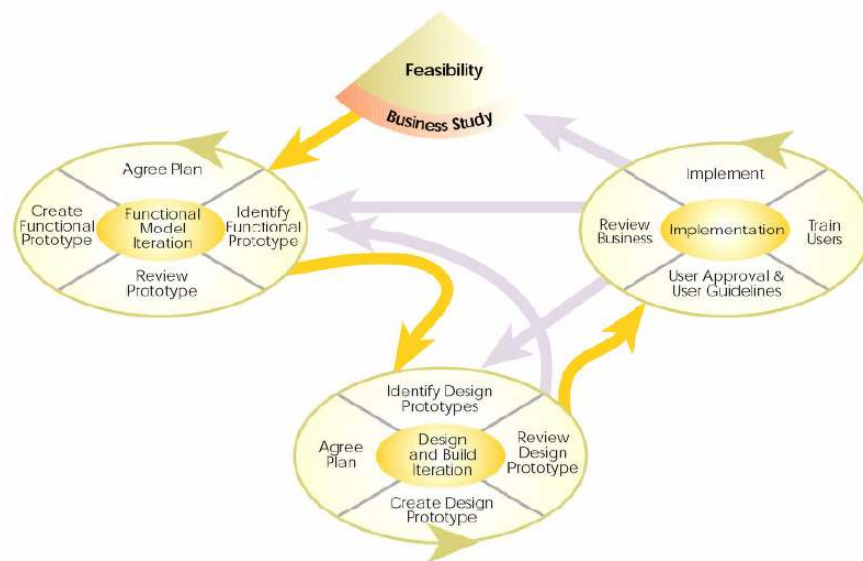 Feasibility
Business Study
Agree Plan
Create
Functional
Prototype
Functional
Model
Iteration
Identify
Functional
Prototype
Review
Prototype
Implement
Review
Business
Implementation
Train
Users
User Approval &
User Guidelines
Identify Design
Prototypes
Agree
Plan
Design
and Build
Iteration
Review
Design
Prototype
Create Design
Prototype